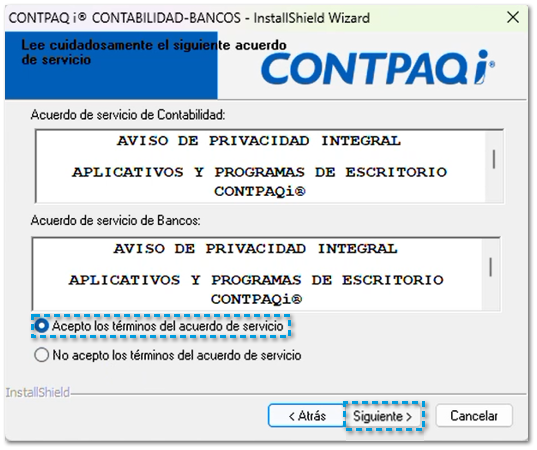 CONTPAQ i® CONTABILIDAD-BANCOS - InstallShield Wizard
Lee cuidadosamente el siguiente acuerdo
de servicio
CONTPAQ i®
Acuerdo de servicio de Contabilidad:
AVISO DE PRIVACIDAD INTEGRAL
APLICATIVOS Y PROGRAMAS DE ESCRITORIO
CONTPAQi®
Acuerdo de servicio de Bancos:
AVISO DE PRIVACIDAD INTEGRAL
APLICATIVOS Y PROGRAMAS DE ESCRITORIO
CONTPAQi®
Acepto los términos del acuerdo de servicio
No acepto los términos del acuerdo de servicio
InstallShield
< Atrás Siguiente > Cancelar